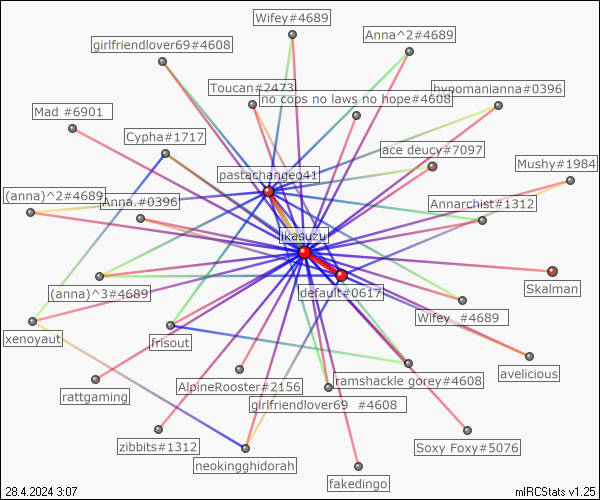 Wifey#4689
Anna^2#4689
girlfriendlover69#4608
Toucan#2473
hypomanianna#0396
no cops no laws no hope#4608
Mad #6901
Cypha#1717
ace deucy#7097
Mushy#1984
pastachangeo41
(anna)^2#4689
Anna.#0396
Annarchist#1312
ikasuzu
Skalman
(anna)^3#4689
default#0617
Wifey  #4689
xenoyaut
frisout
avelicious
rattgaming
AlpineRooster#2156
ramshackle gorey#4608
girlfriendlover69  #4608
zibbits#1312
Soxy Foxy#5076
neokingghidorah
fakedingo
28.4.2024 3:07
mIRCStats v1.25